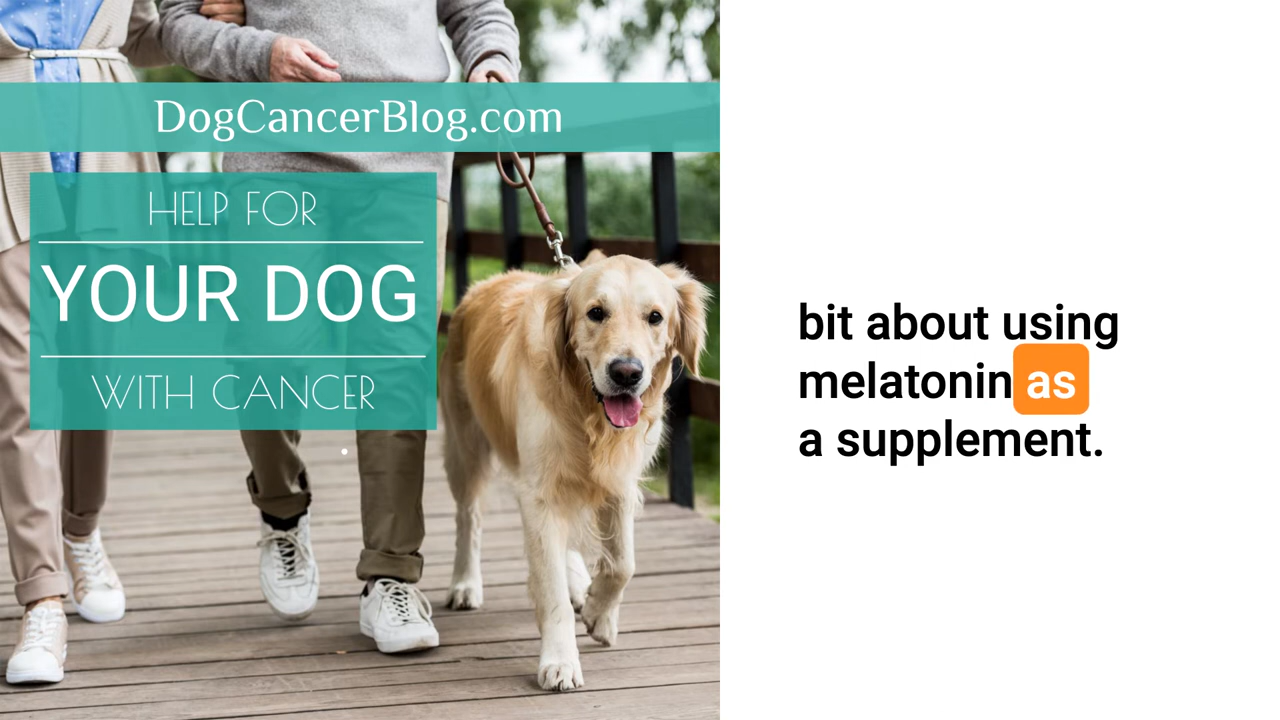 DogCancerBlog.com
HELP FOR
YOUR DOG
WITH CANCER
bit about using
melatonin as
a supplement.